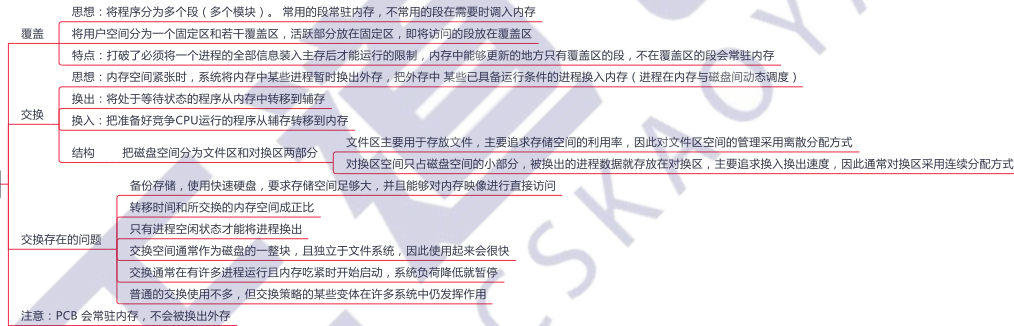 思想：将程序分为多个段（多个模块）。 常用的段常驻内存，不常用的段在需要时调入内存
覆盖
将用户空间分为一个固定区和若干覆盖区，活跃部分放在固定区，即将访问的段放在覆盖区
特点：打破了必须将一个进程的全部信息装入主存后才能运行的限制，内存中能够更新的地方只有覆盖区的段，不在覆盖区的段会常驻内存
思想：内存空间紧张时，系统将内存中某些进程暂时换出外存，把外存中 某些已具备运行条件的进程换入内存（进程在内存与磁盘间动态调度）
换出：将处于等待状态的程序从内存中转移到辅存
交换
换入：把准备好竞争CPU运行的程序从辅存转移到内存
文件区主要用于存放文件，主要追求存储空间的利用率，因此对文件区空间的管理采用离散分配方式
结构 把磁盘空间分为文件区和对换区两部分
对换区空间只占磁盘空间的小部分，被换出的进程数据就存放在对换区，主要追求换入换出速度，因此通常对换区采用连续分配方式
备份存储，使用快速硬盘，要求存储空间足够大，并且能够对内存映像进行直接访问
转移时间和所交换的内存空间成正比
只有进程空闲状态才能将进程换出
交换存在的问题
交换空间通常作为磁盘的一整块，且独立于文件系统，因此使用起来会很快
交换通常在有许多进程运行且内存吃紧时开始启动，系统负荷降低就暂停
普通的交换使用不多，但交换策略的某些变体在许多系统中仍发挥作用
注意：PCB 会常驻内存，不会被换出外存
CSKAOYA